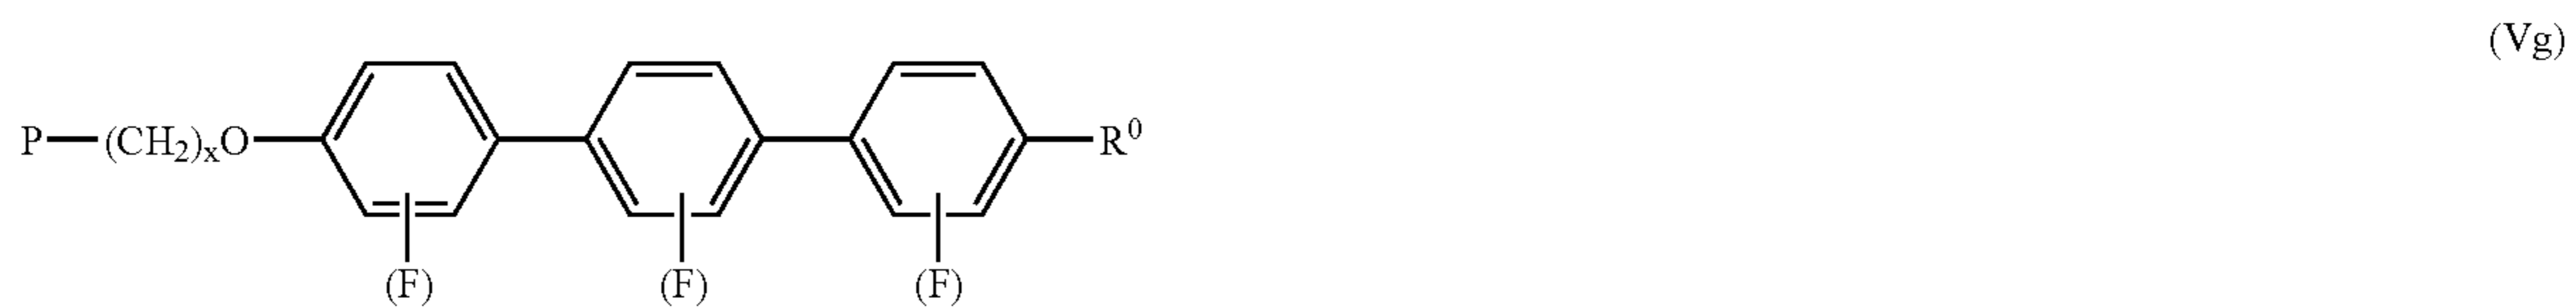 (Vg)
P—(CH₂)ₓO R⁰
(F) (F) (F)